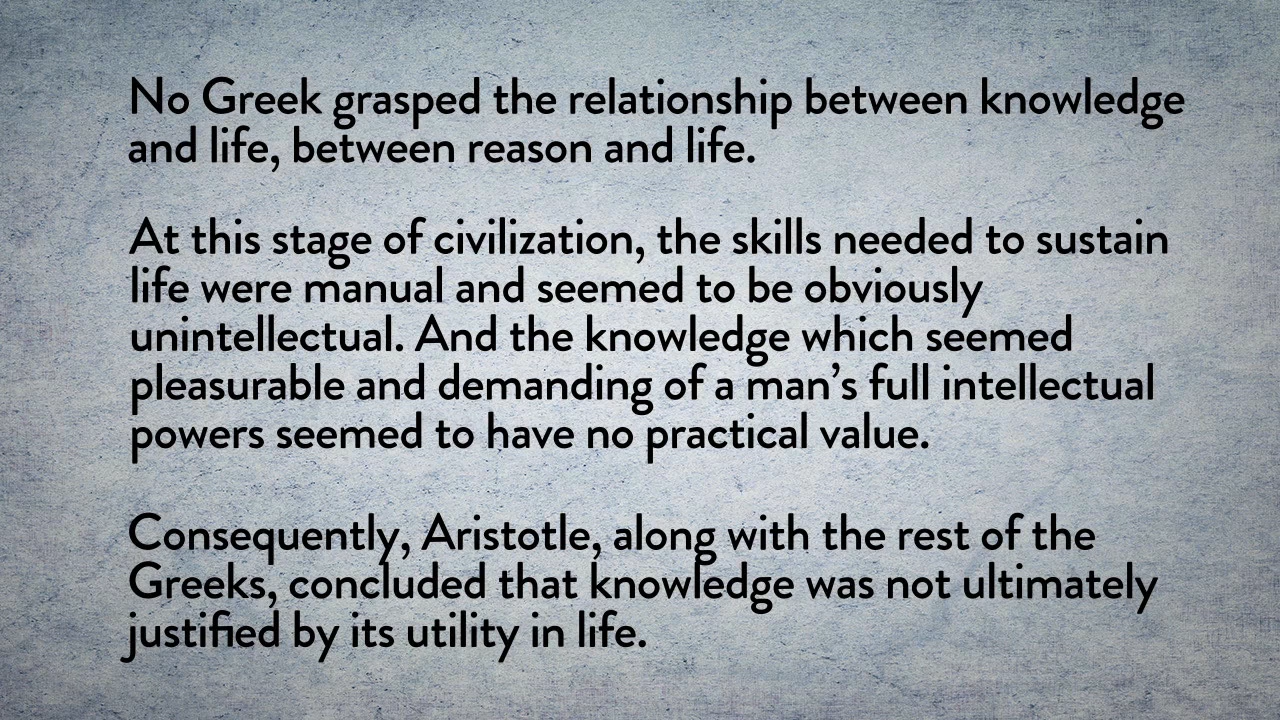 No Greek grasped the relationship between knowledge
and life, between reason and life.
At this stage of civilization, the skills needed to sustain
life were manual and seemed to be obviously
unintellectual. And the knowledge which seemed
pleasurable and demanding of a man’s full intellectual
powers seemed to have no practical value.
Consequently, Aristotle, along with the rest of the
Greeks, concluded that knowledge was not ultimately
justified by its utility in life.